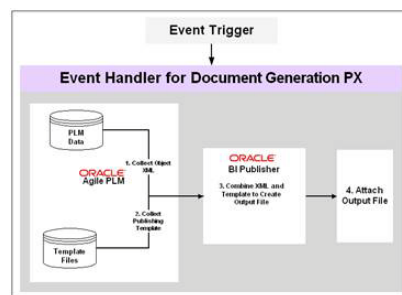 Event Trigger
Event Handler for Document Generation PX
PLM
Data
1. Collect Object
XML
ORACLE
Agile PLM
2. Collect
Publishing
Template
Template
Files
ORACLE
BI Publisher
3. Combine XML and
Template to Create
Output File
4. Attach
Output File